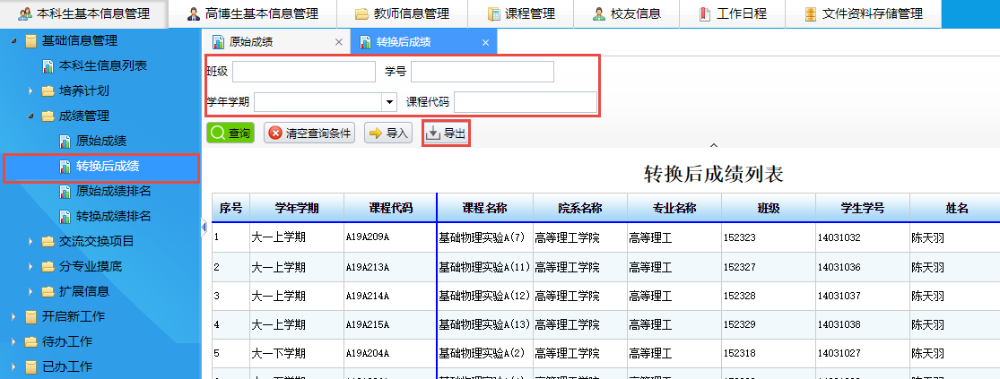 本科生基本信息管理 高博生基本信息管理 教师信息管理 课程管理 校友信息 工作日程 文件资料存储管理
基础信息管理
本科生信息列表
培养计划
成绩管理
原始成绩
转换后成绩
原始成绩排名
转换成绩排名
交流交换项目
分专业摸底
扩展信息
开启新工作
待办工作
已办工作
原始成绩 转换后成绩
班级 学号
学年学期 课程代码
查询 清空查询条件 导入 导出
转换后成绩列表
序号 学年学期 课程代码 课程名称 院系名称 专业名称 班级 学生学号 姓名
1 大一上学期 A19A209A 基础物理实验A(7) 高等理工学院 高等理工 152323 14031032 陈天羽
2 大一上学期 A19A213A 基础物理实验A(11) 高等理工学院 高等理工 152327 14031036 陈天羽
3 大一上学期 A19A214A 基础物理实验A(12) 高等理工学院 高等理工 152328 14031037 陈天羽
4 大一上学期 A19A215A 基础物理实验A(13) 高等理工学院 高等理工 152329 14031038 陈天羽
5 大一下学期 A19A204A 基础物理实验A(2) 高等理工学院 高等理工 152318 14031027 陈天羽